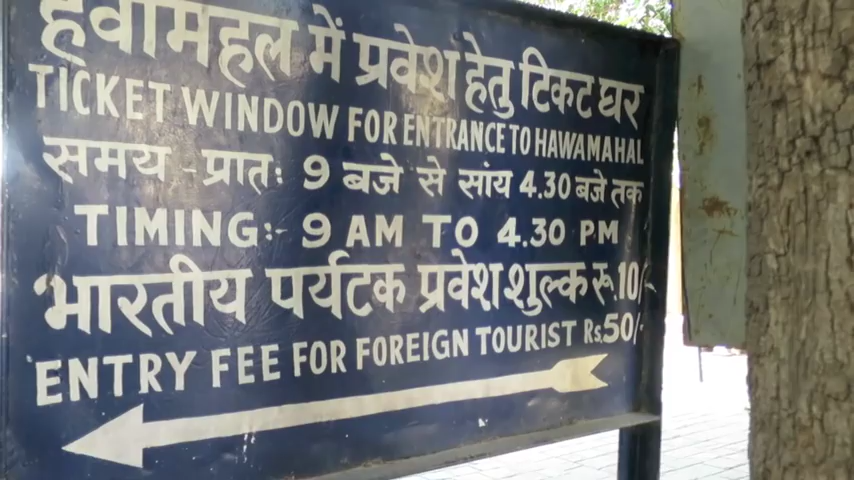 हवामहल में प्रवेश हेतु टिकट घर
TICKET WINDOW FOR ENTRANCE TO HAWAMAHAL
समय - प्रातः 9 बजे से सांय 4.30 बजे तक
TIMING:- 9 AM TO 4.30 PM
भारतीय पर्यटक प्रवेश शुल्क रू.10/-
ENTRY FEE FOR FOREIGN TOURIST Rs.50/-